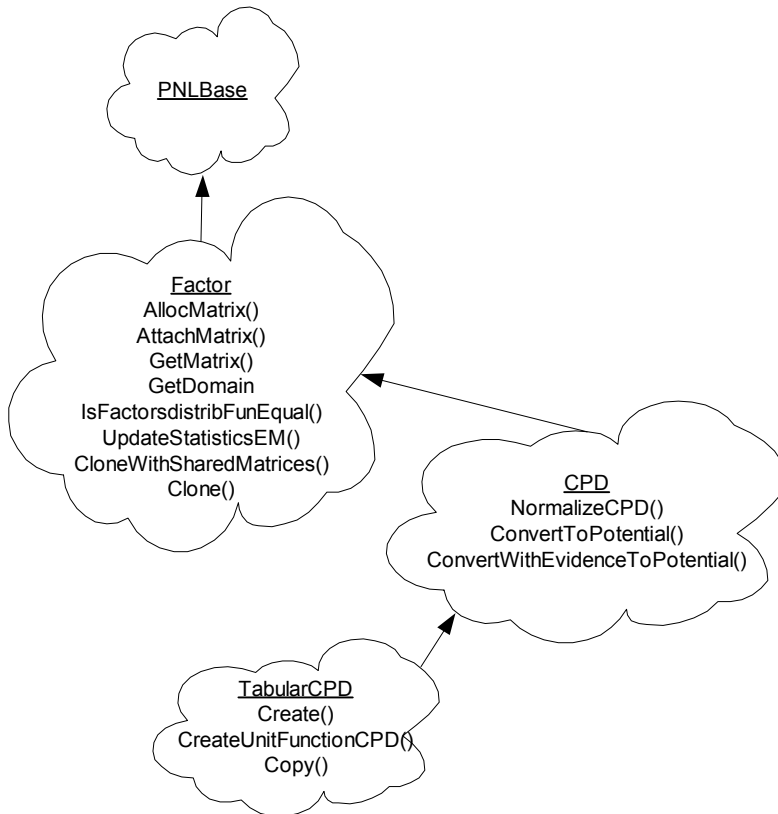 PNLBase
Factor
AllocMatrix()
AttachMatrix()
GetMatrix()
GetDomain
IsFactorsdistribFunEqual()
UpdateStatisticsEM()
CloneWithSharedMatrices()
Clone()
CPD
NormalizeCPD()
ConvertToPotential()
ConvertWithEvidenceToPotential()
TabularCPD
Create()
CreateUnitFunctionCPD()
Copy()